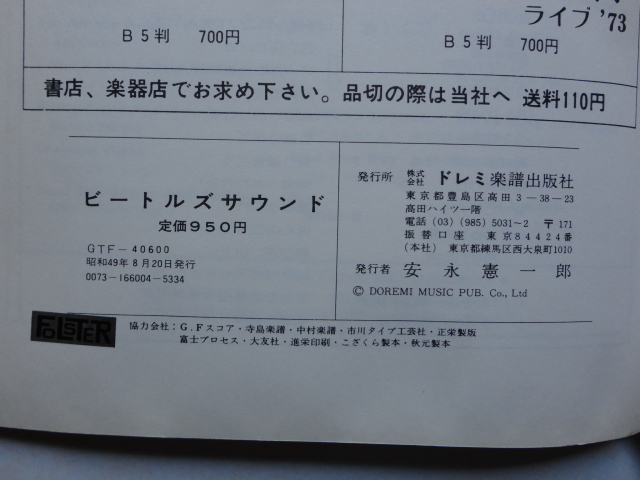 ライブ'73
B5判 700円
B5判 700円
書店、楽器店でお求め下さい。品切の際は当社へ 送料110円
ビートルズサウンド
定価950円
GTF-40600
昭和49年8月20日発行
0073-166004-5334
発行所 株式会社 ドレミ楽譜出版社
東京都豊島区高田3-38-23
高田ハイツ一階
電話(03)(985)5031~2 〒171
振替口座 東京84424番
(本社) 東京都練馬区西大泉町1010
発行者 安永憲一郎
© DOREMI MUSIC PUB. Co., Ltd
FOLSTER
協力会社:G.Fスコア・寺島楽譜・中村楽譜・市川タイプ工芸社・正栄製版
富士プロセス・大友社・進栄印刷・こざくら製本・秋元製本